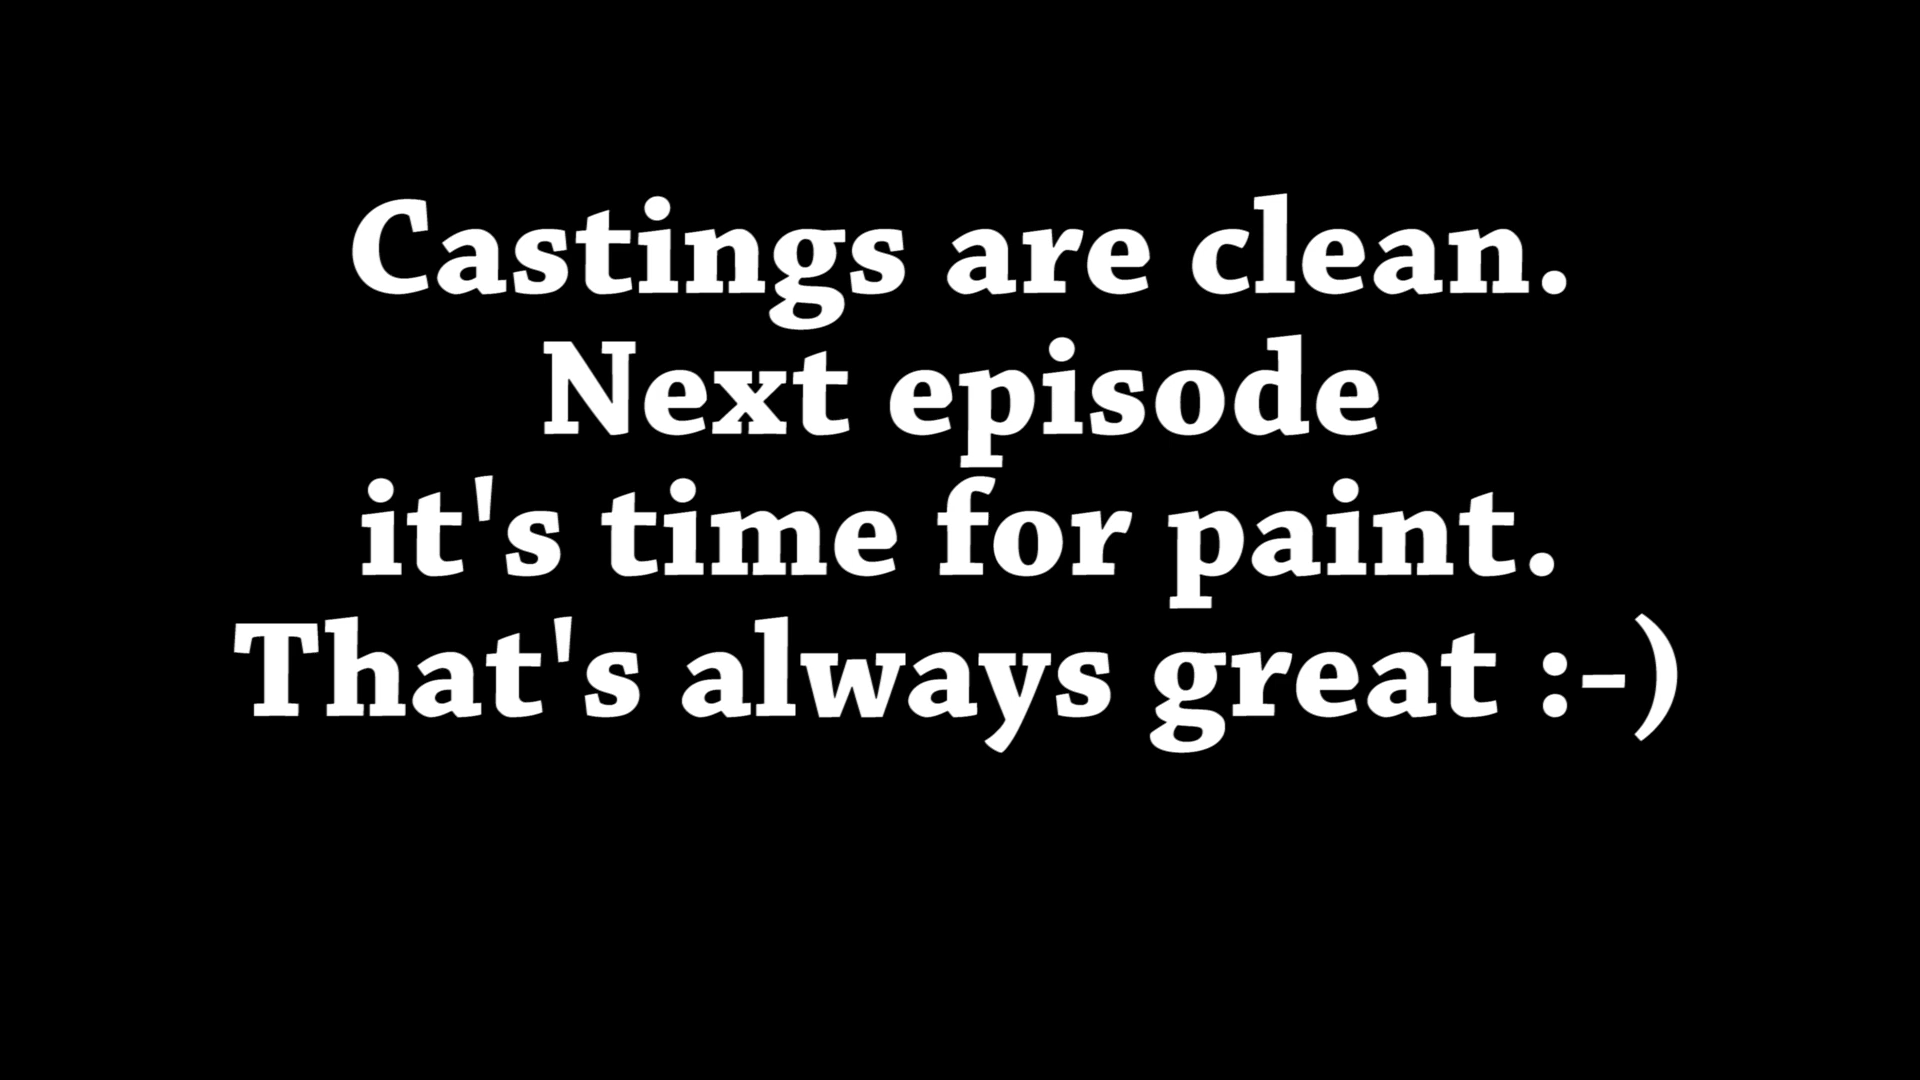 Castings are clean.
Next episode
it's time for paint.
That's always great :-)